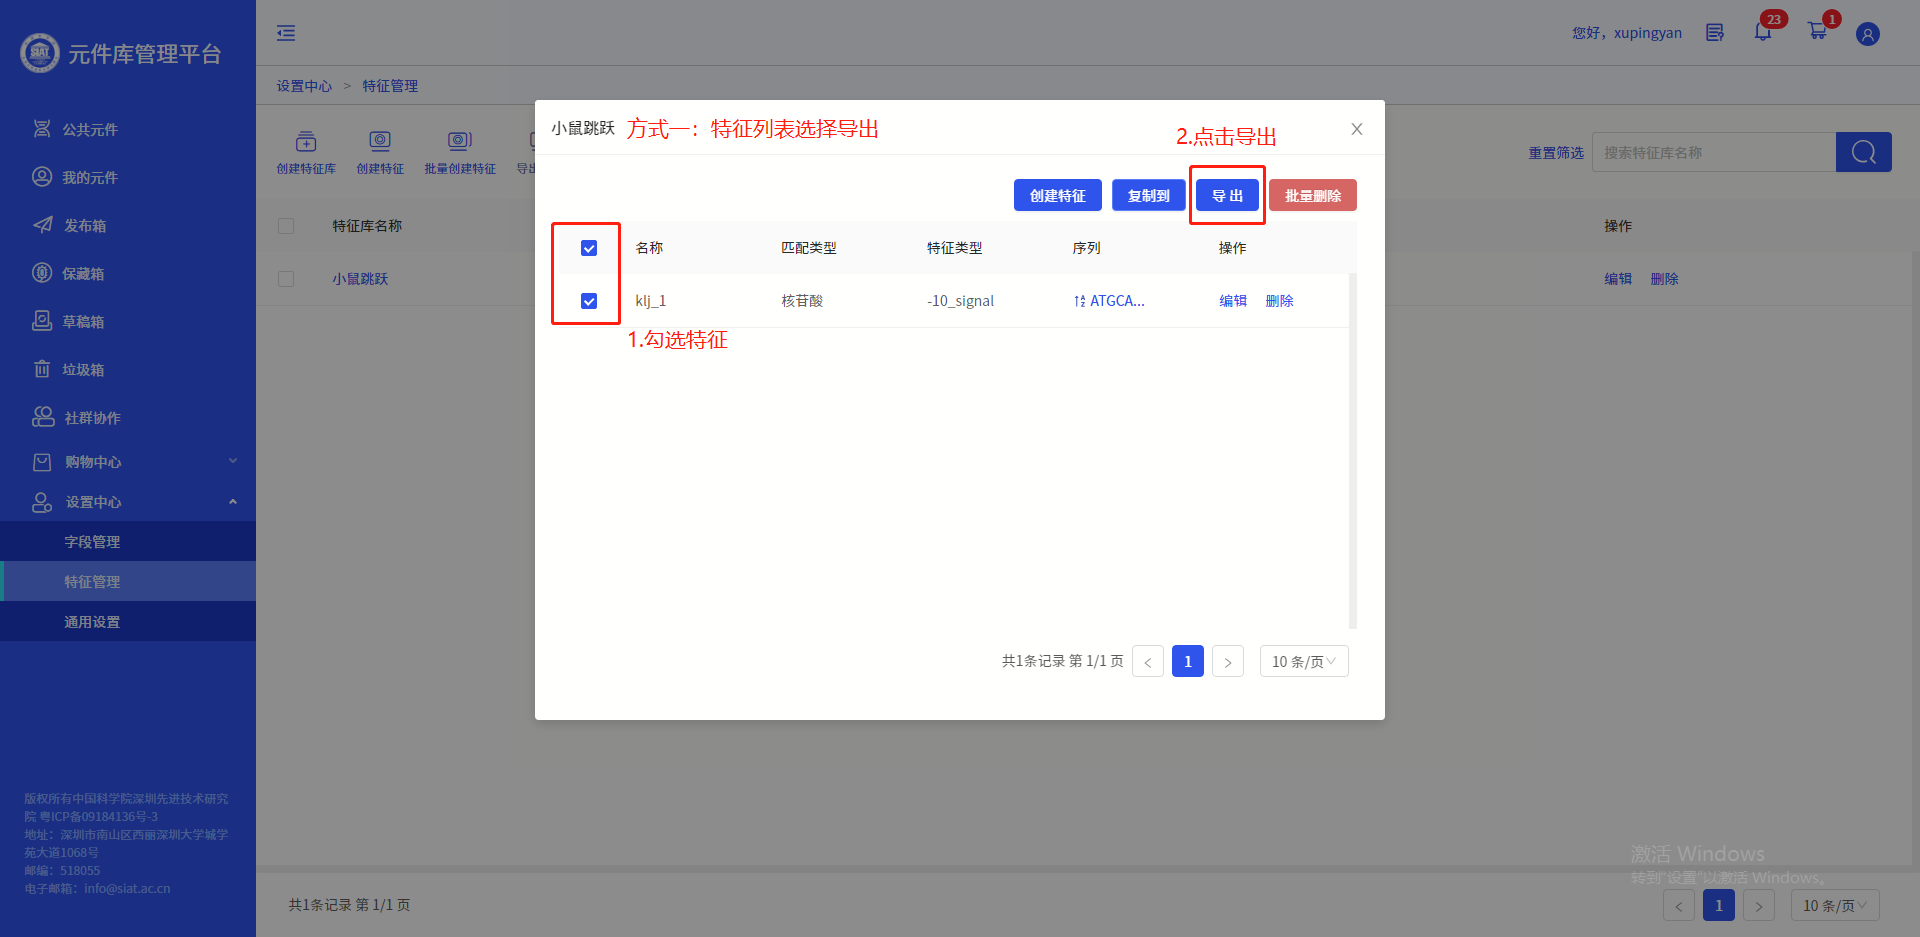 SIAT
元件库管理平台
您好，xupingyan
23
1
公共元件
我的元件
发布箱
保藏箱
草稿箱
垃圾箱
社群协作
购物中心
设置中心
字段管理
特征管理
通用设置
版权所有中国科学院深圳先进技术研究
院 粤ICP备09184136号-3
地址：深圳市南山区西丽深圳大学城学
苑大道1068号
邮编：518055
电子邮箱：info@siat.ac.cn
设置中心 > 特征管理
创建特征库 创建特征 批量创建特征 导出
重置筛选 搜索特征库名称
特征库名称 操作
小鼠跳跃 编辑 删除
小鼠跳跃 方式一：特征列表选择导出
2.点击导出
创建特征 复制到 导 出 批量删除
名称 匹配类型 特征类型 序列 操作
klj_1 核苷酸 -10_signal ATGCA... 编辑 删除
1.勾选特征
共1条记录 第 1/1 页 < 1 > 10 条/页
激活 Windows
转到"设置"以激活 Windows。
共1条记录 第 1/1 页 < 1 > 10 条/页